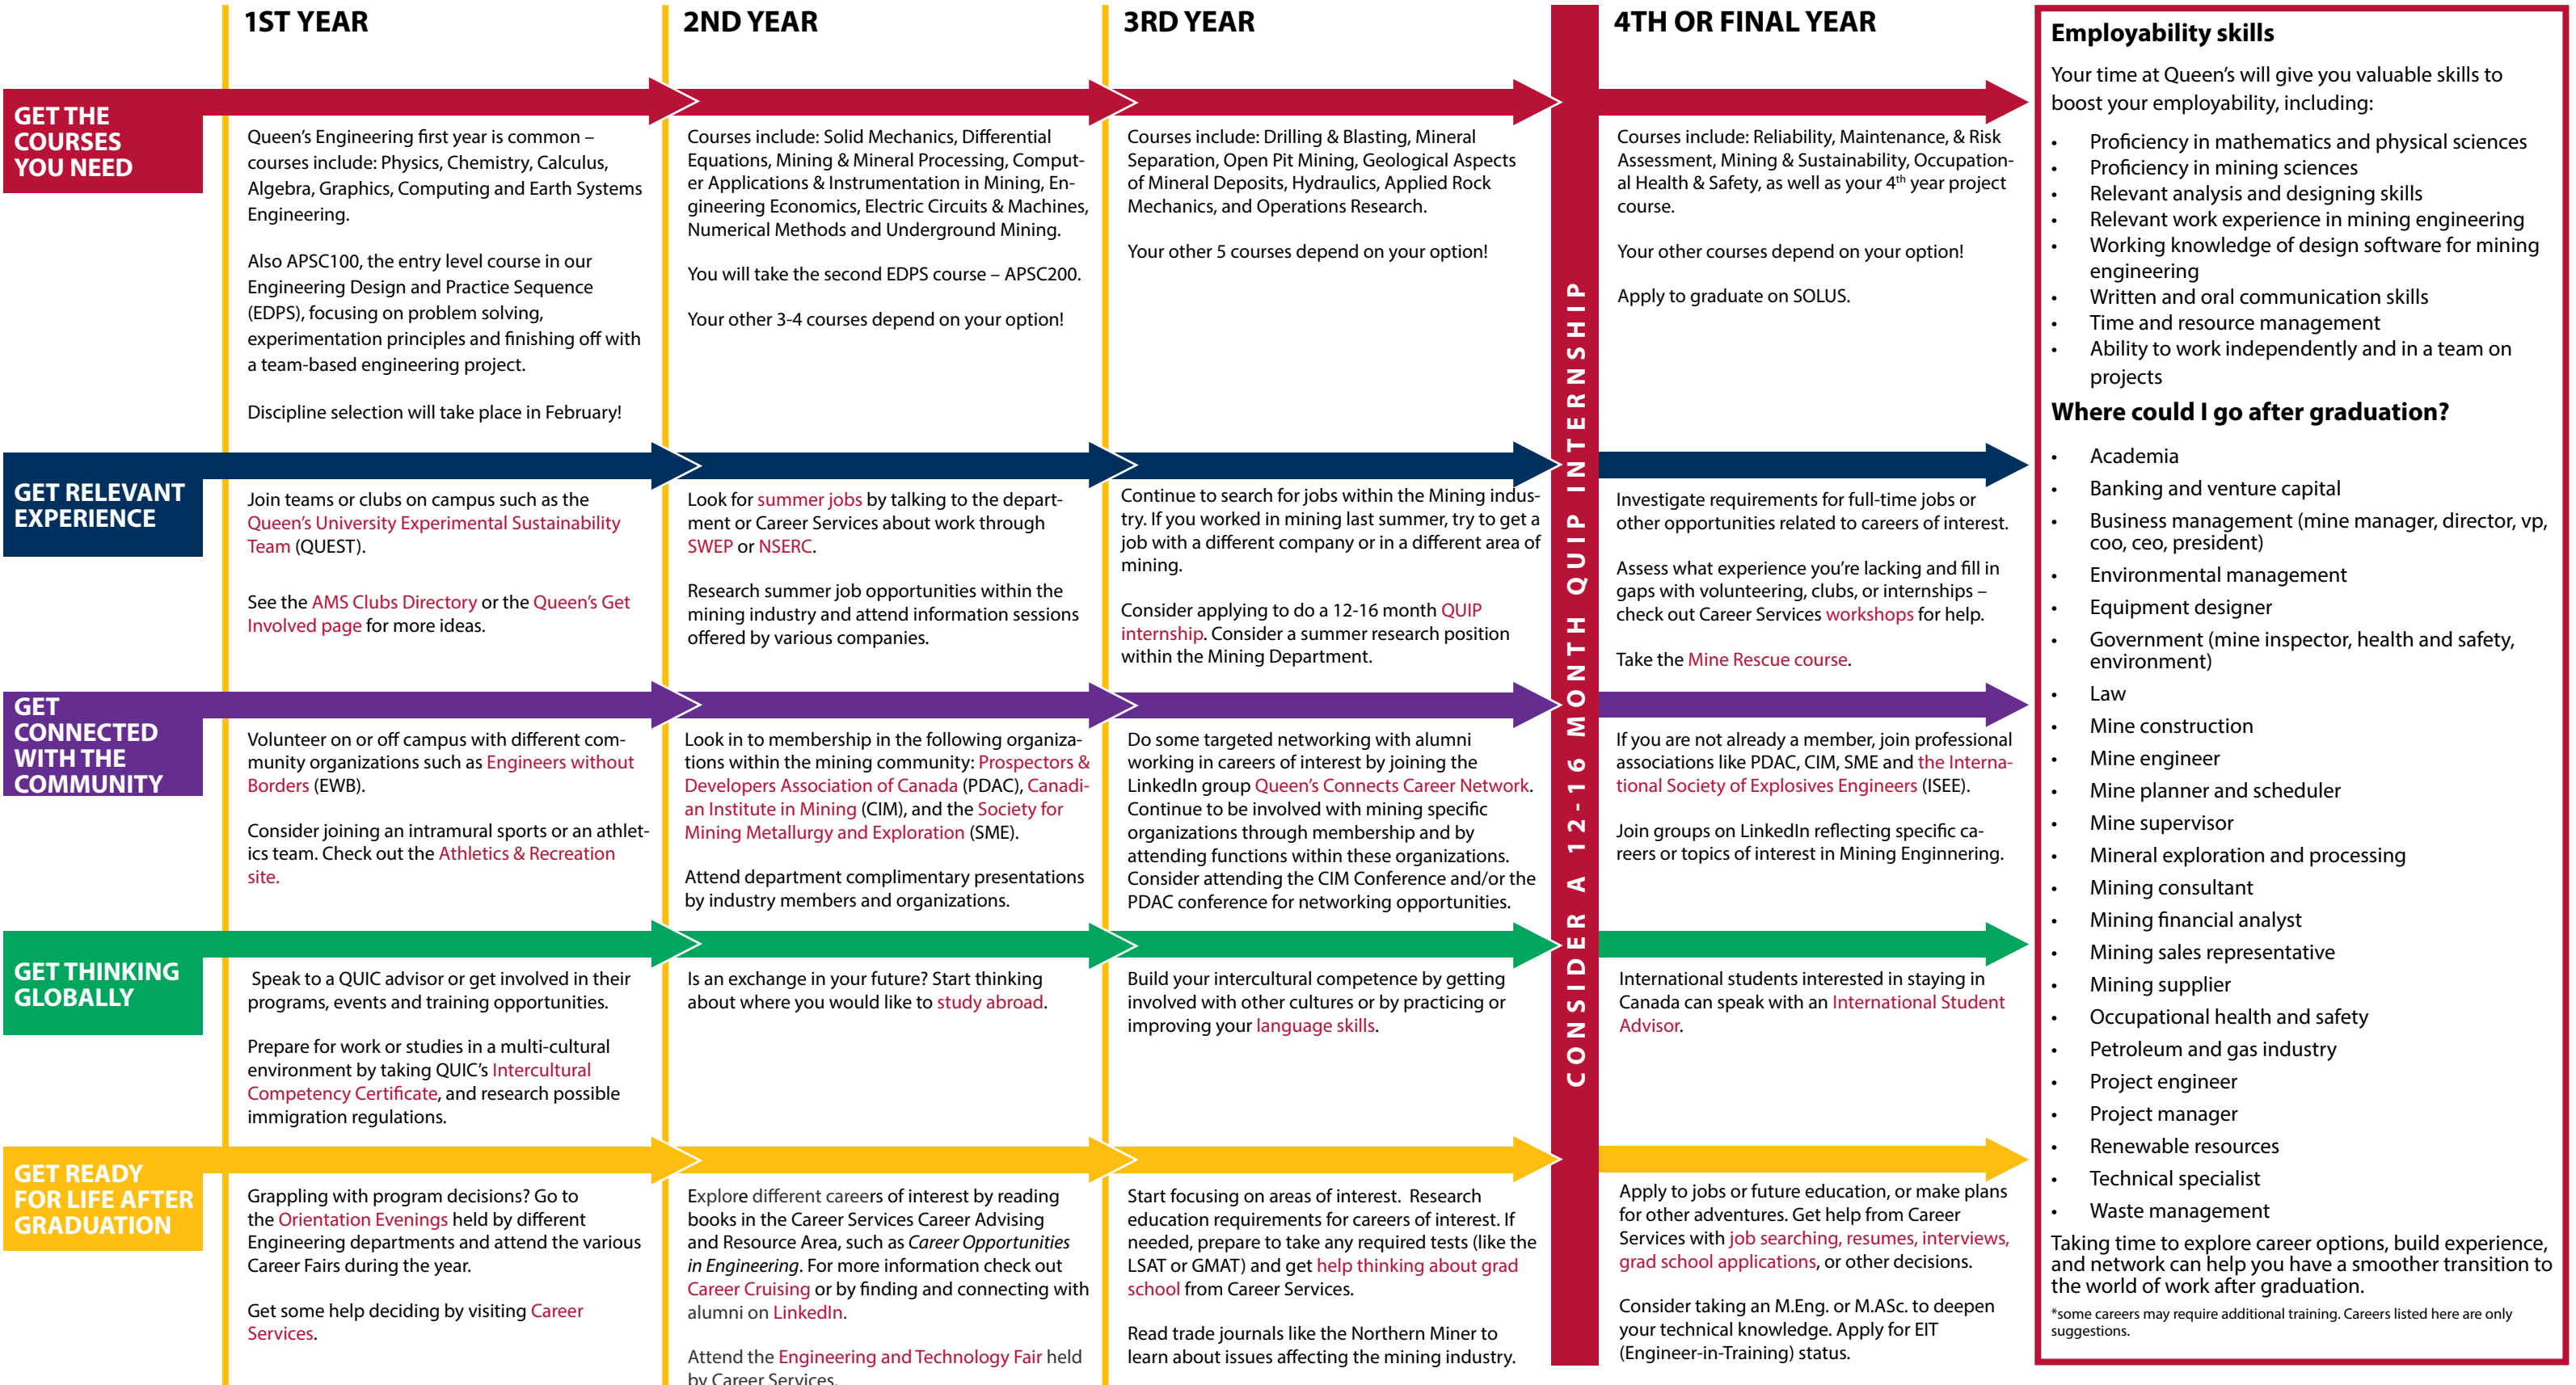 1ST YEAR
2ND YEAR
3RD YEAR
4TH OR FINAL YEAR
GET THE
COURSES
YOU NEED
Queen's Engineering first year is common –
courses include: Physics, Chemistry, Calculus,
Algebra, Graphics, Computing and Earth Systems
Engineering.
Also APSC100, the entry level course in our
Engineering Design and Practice Sequence
(EDPS), focusing on problem solving,
experimentation principles and finishing off with
a team-based engineering project.
Discipline selection will take place in February!
Courses include: Solid Mechanics, Differential
Equations, Mining & Mineral Processing, Comput-
er Applications & Instrumentation in Mining, En-
gineering Economics, Electric Circuits & Machines,
Numerical Methods and Underground Mining.
You will take the second EDPS course – APSC200.
Your other 3-4 courses depend on your option!
Courses include: Drilling & Blasting, Mineral
Separation, Open Pit Mining, Geological Aspects
of Mineral Deposits, Hydraulics, Applied Rock
Mechanics, and Operations Research.
Your other 5 courses depend on your option!
Courses include: Reliability, Maintenance, & Risk
Assessment, Mining & Sustainability, Occupation-
al Health & Safety, as well as your 4th year project
course.
Your other courses depend on your option!
Apply to graduate on SOLUS.
GET RELEVANT
EXPERIENCE
Join teams or clubs on campus such as the
Queen's University Experimental Sustainability
Team (QUEST).
See the AMS Clubs Directory or the Queen's Get
Involved page for more ideas.
Look for summer jobs by talking to the depart-
ment or Career Services about work through
SWEP or NSERC.
Research summer job opportunities within the
mining industry and attend information sessions
offered by various companies.
Continue to search for jobs within the Mining indus-
try. If you worked in mining last summer, try to get a
job with a different company or in a different area of
mining.
Consider applying to do a 12-16 month QUIP
internship. Consider a summer research position
within the Mining Department.
Investigate requirements for full-time jobs or
other opportunities related to careers of interest.
Assess what experience you're lacking and fill in
gaps with volunteering, clubs, or internships –
check out Career Services workshops for help.
Take the Mine Rescue course.
GET
CONNECTED
WITH THE
COMMUNITY
Volunteer on or off campus with different com-
munity organizations such as Engineers without
Borders (EWB).
Consider joining an intramural sports or an athlet-
ics team. Check out the Athletics & Recreation
site.
Look in to membership in the following organiza-
tions within the mining community: Prospectors &
Developers Association of Canada (PDAC), Canadi-
an Institute in Mining (CIM), and the Society for
Mining Metallurgy and Exploration (SME).
Attend department complimentary presentations
by industry members and organizations.
Do some targeted networking with alumni
working in careers of interest by joining the
LinkedIn group Queen's Connects Career Network.
Continue to be involved with mining specific
organizations through membership and by
attending functions within these organizations.
Consider attending the CIM Conference and/or the
PDAC conference for networking opportunities.
If you are not already a member, join professional
associations like PDAC, CIM, SME and the Interna-
tional Society of Explosives Engineers (ISEE).
Join groups on LinkedIn reflecting specific ca-
reers or topics of interest in Mining Enginnering.
GET THINKING
GLOBALLY
Speak to a QUIC advisor or get involved in their
programs, events and training opportunities.
Prepare for work or studies in a multi-cultural
environment by taking QUIC's Intercultural
Competency Certificate, and research possible
immigration regulations.
Is an exchange in your future? Start thinking
about where you would like to study abroad.
Build your intercultural competence by getting
involved with other cultures or by practicing or
improving your language skills.
International students interested in staying in
Canada can speak with an International Student
Advisor.
GET READY
FOR LIFE AFTER
GRADUATION
Grappling with program decisions? Go to
the Orientation Evenings held by different
Engineering departments and attend the various
Career Fairs during the year.
Get some help deciding by visiting Career
Services.
Explore different careers of interest by reading
books in the Career Services Career Advising
and Resource Area, such as Career Opportunities
in Engineering. For more information check out
Career Cruising or by finding and connecting with
alumni on LinkedIn.
Attend the Engineering and Technology Fair held
by Career Services.
Start focusing on areas of interest. Research
education requirements for careers of interest. If
needed, prepare to take any required tests (like the
LSAT or GMAT) and get help thinking about grad
school from Career Services.
Read trade journals like the Northern Miner to
learn about issues affecting the mining industry.
Apply to jobs or future education, or make plans
for other adventures. Get help from Career
Services with job searching, resumes, interviews,
grad school applications, or other decisions.
Consider taking an M.Eng. or M.ASc. to deepen
your technical knowledge. Apply for EIT
(Engineer-in-Training) status.
CONSIDER A 12-16 MONTH QUIP INTERNSHIP
Employability skills
Your time at Queen's will give you valuable skills to
boost your employability, including:
• Proficiency in mathematics and physical sciences
• Proficiency in mining sciences
• Relevant analysis and designing skills
• Relevant work experience in mining engineering
• Working knowledge of design software for mining
engineering
• Written and oral communication skills
• Time and resource management
• Ability to work independently and in a team on
projects
Where could I go after graduation?
• Academia
• Banking and venture capital
• Business management (mine manager, director, vp,
coo, ceo, president)
• Environmental management
• Equipment designer
• Government (mine inspector, health and safety,
environment)
• Law
• Mine construction
• Mine engineer
• Mine planner and scheduler
• Mine supervisor
• Mineral exploration and processing
• Mining consultant
• Mining financial analyst
• Mining sales representative
• Mining supplier
• Occupational health and safety
• Petroleum and gas industry
• Project engineer
• Project manager
• Renewable resources
• Technical specialist
• Waste management
Taking time to explore career options, build experience,
and network can help you have a smoother transition to
the world of work after graduation.
*some careers may require additional training. Careers listed here are only
suggestions.